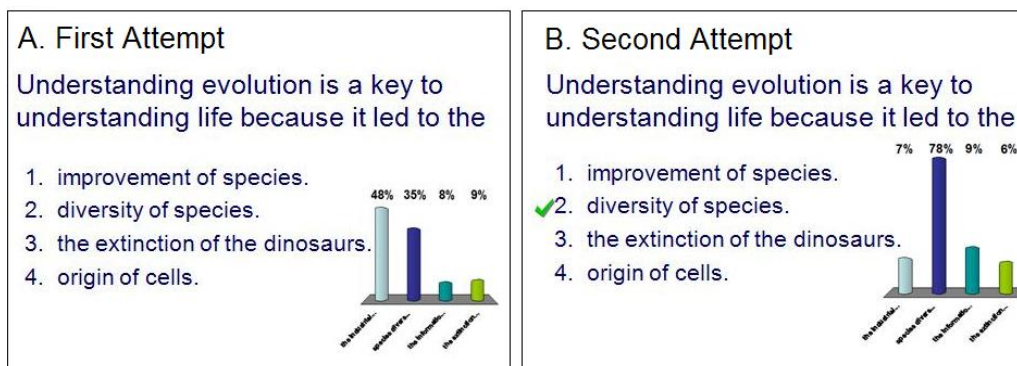 A. First Attempt
Understanding evolution is a key to
understanding life because it led to the
1. improvement of species.
2. diversity of species.
3. the extinction of the dinosaurs.
4. origin of cells.
48% 35% 8% 9%
B. Second Attempt
Understanding evolution is a key to
understanding life because it led to the
7% 78% 9% 6%
1. improvement of species.
2. diversity of species.
3. the extinction of the dinosaurs.
4. origin of cells.